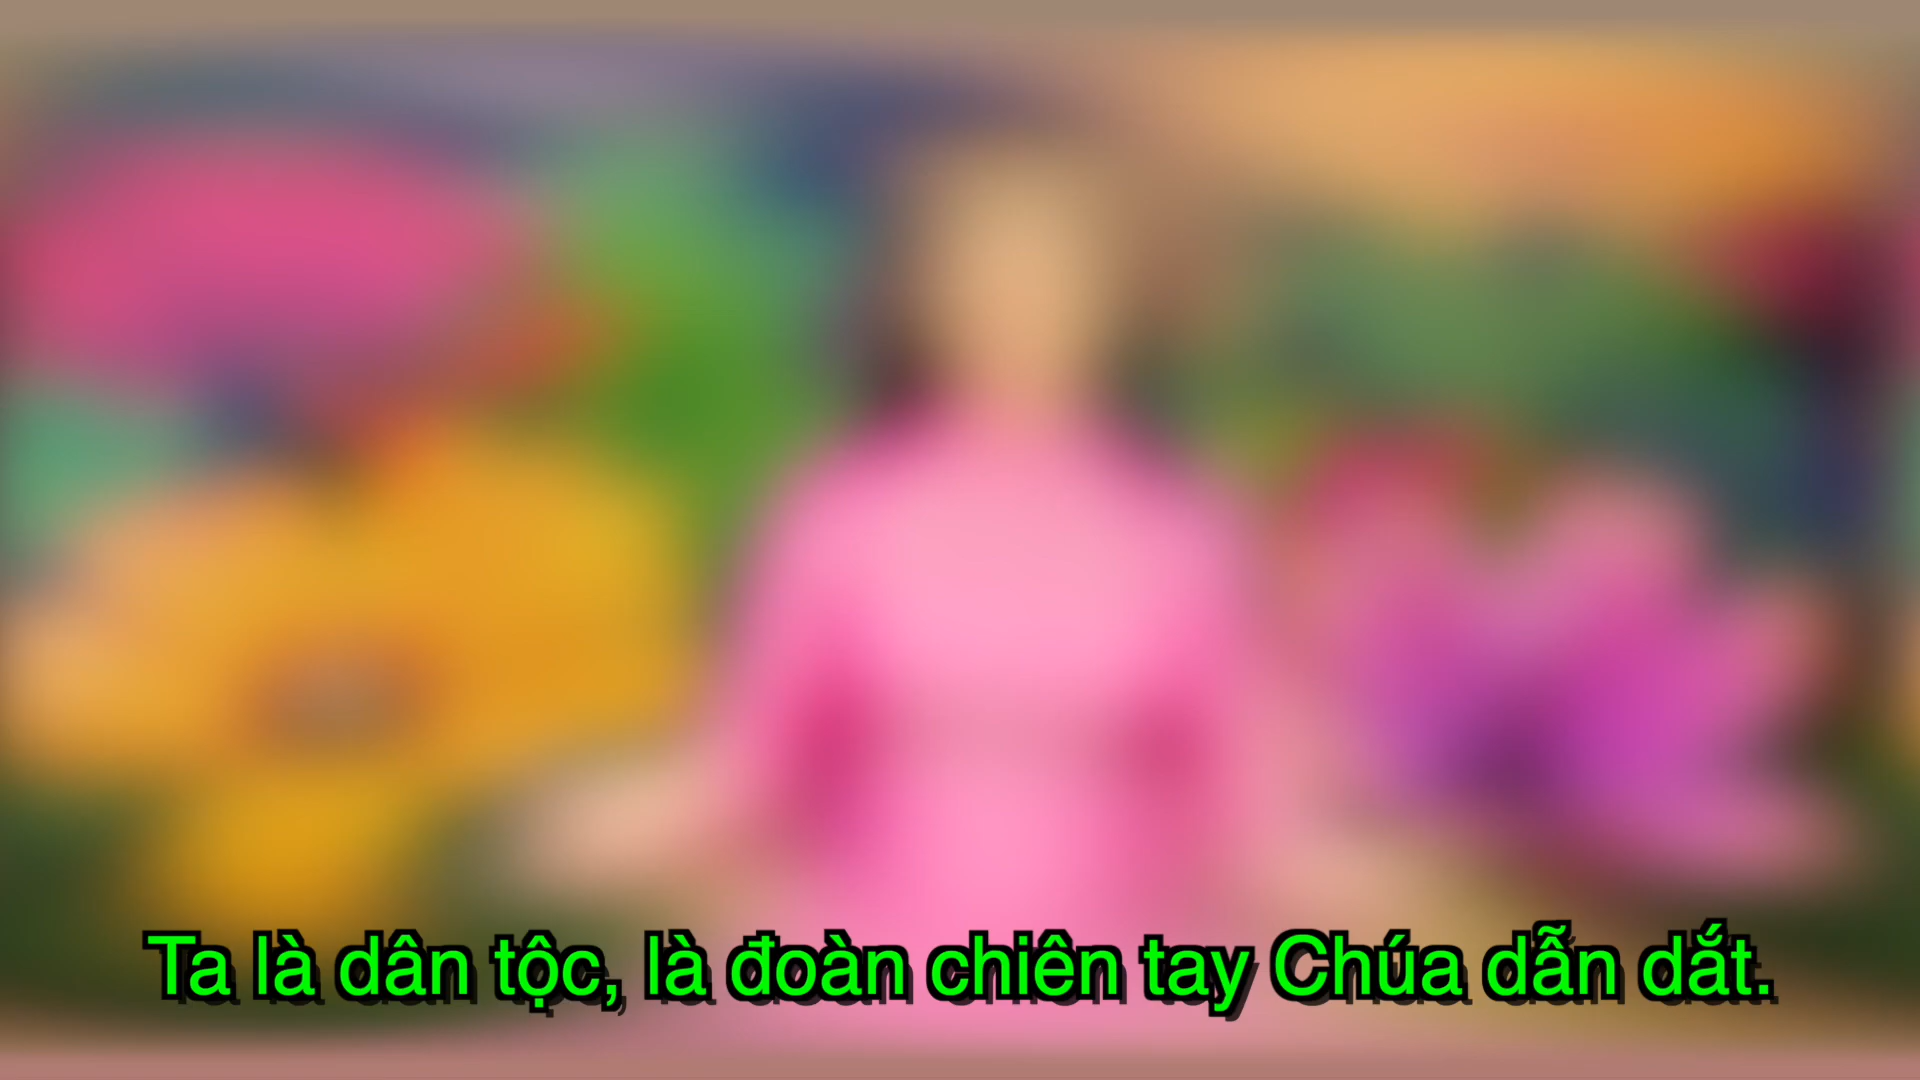 Ta là dân tộc, là đoàn chiên tay Chúa dẫn dắt.